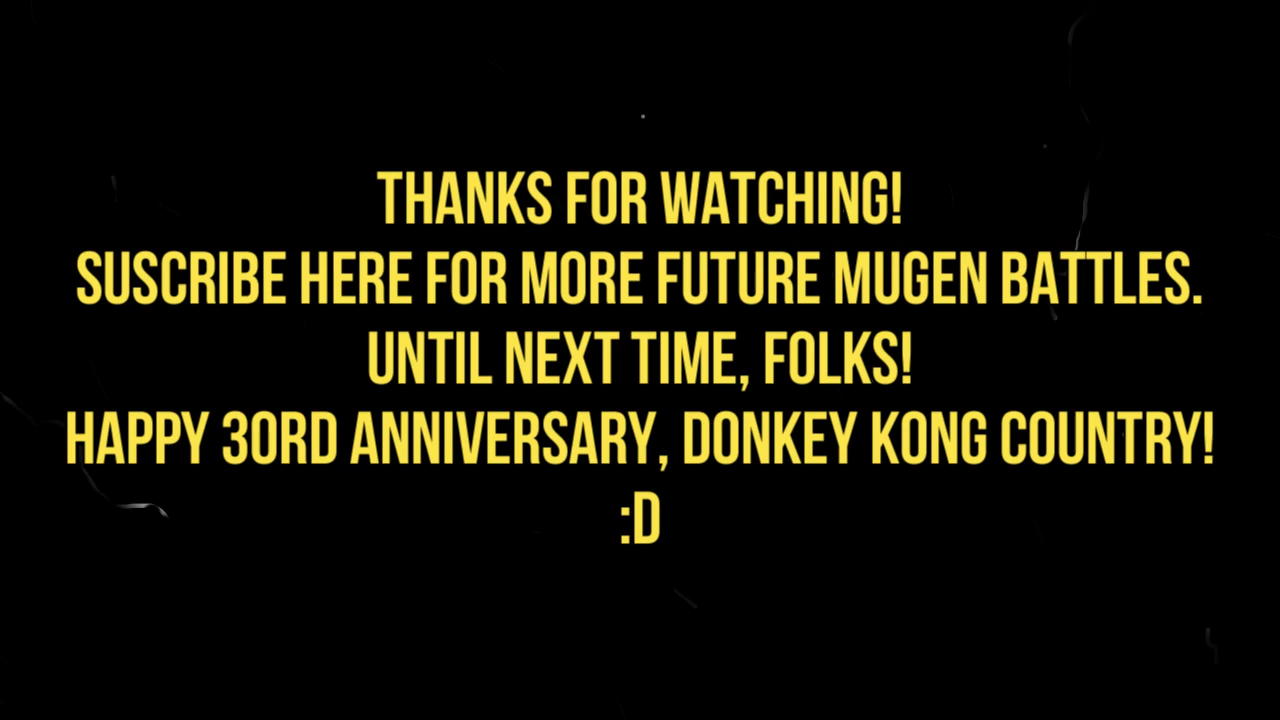 THANKS FOR WATCHING!
SUSCRIBE HERE FOR MORE FUTURE MUGEN BATTLES.
UNTIL NEXT TIME, FOLKS!
HAPPY 30RD ANNIVERSARY, DONKEY KONG COUNTRY!
:D